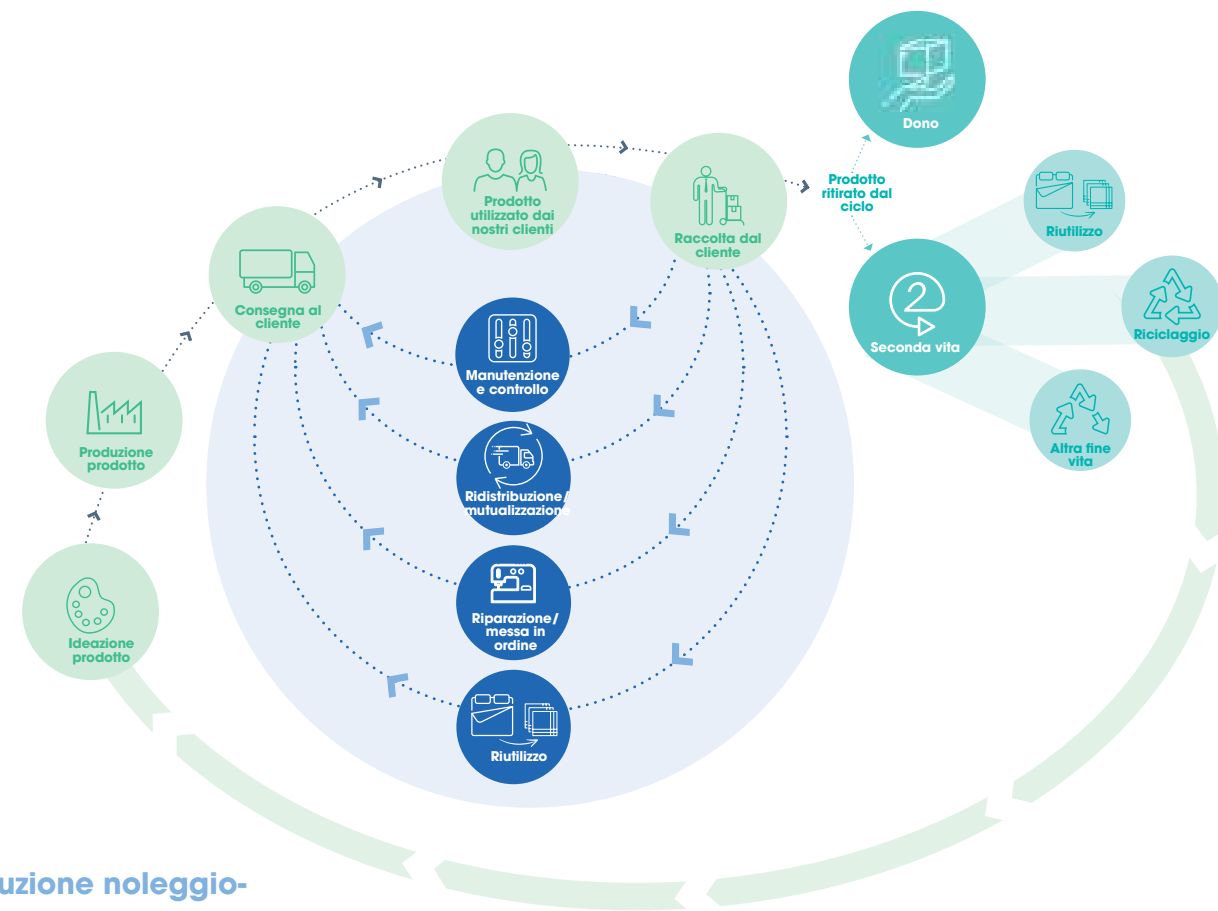 Dono
Prodotto
ritirato dal
ciclo
Prodotto
utilizzato dai
nostri clienti
Raccolta dal
cliente
Riutilizzo
Consegna al
cliente
2
Seconda vita
Riciclaggio
Manutenzione
e controllo
Produzione
prodotto
Altra fine
vita
Ridistribuzione/
mutualizzazione
Riparazione/
messa in
ordine
Ideazione
prodotto
Riutilizzo
uzione noleggio-